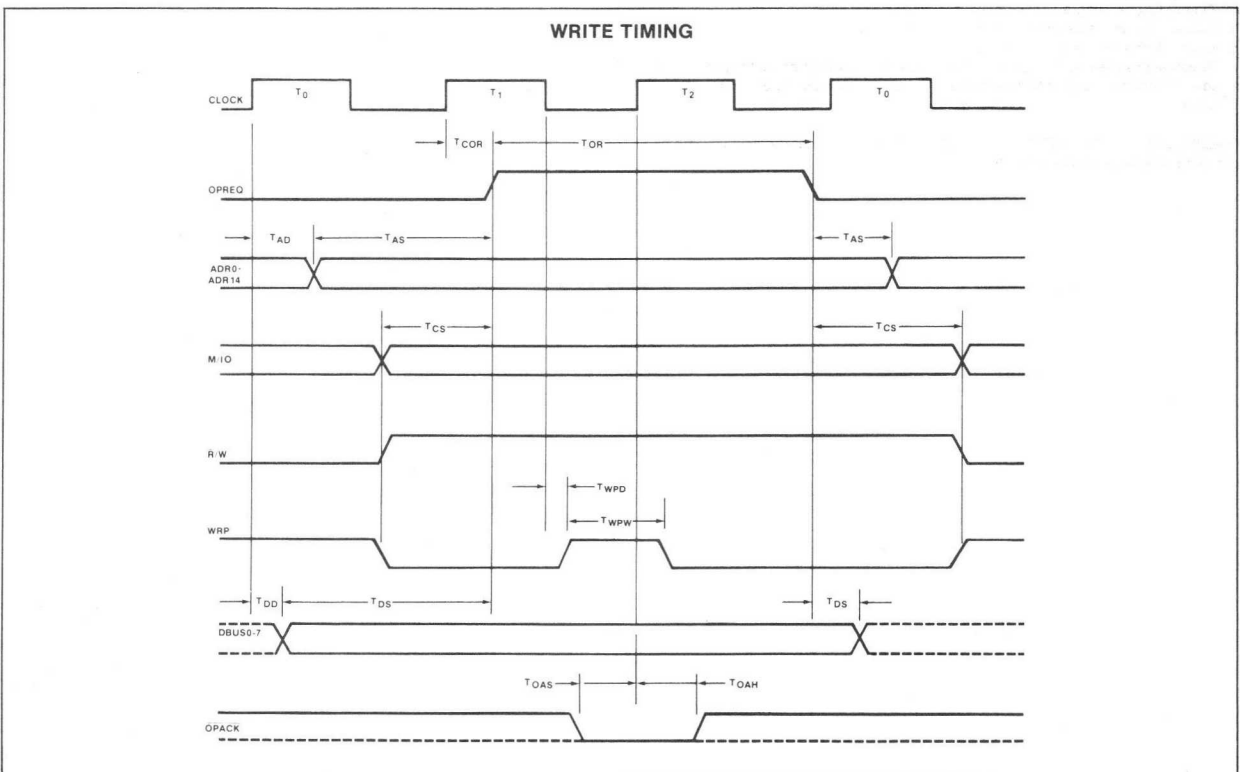 WRITE TIMING
CLOCK
T0
T1
T2
T0
TCOR
TOR
OPREQ
TAD
TAS
TAS
ADR0-
ADR14
TCS
TCS
M/IO
R/W
TWPD
WRP
TWPW
TDD
TDS
TDS
DBUS0-7
TOAS
TOAH
OPACK